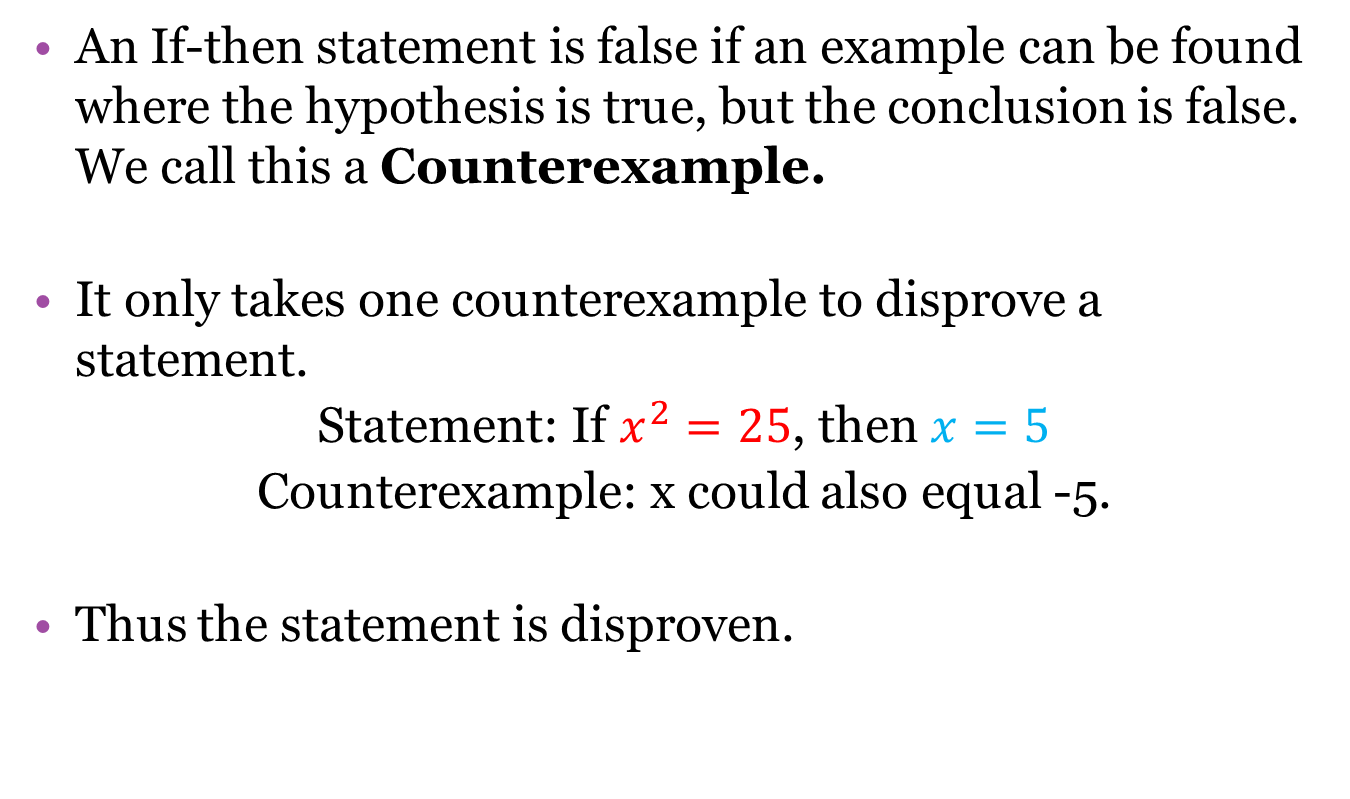 • An If-then statement is false if an example can be found
where the hypothesis is true, but the conclusion is false.
We call this a Counterexample.
• It only takes one counterexample to disprove a
statement.
Statement: If x² = 25, then x = 5
Counterexample: x could also equal -5.
• Thus the statement is disproven.